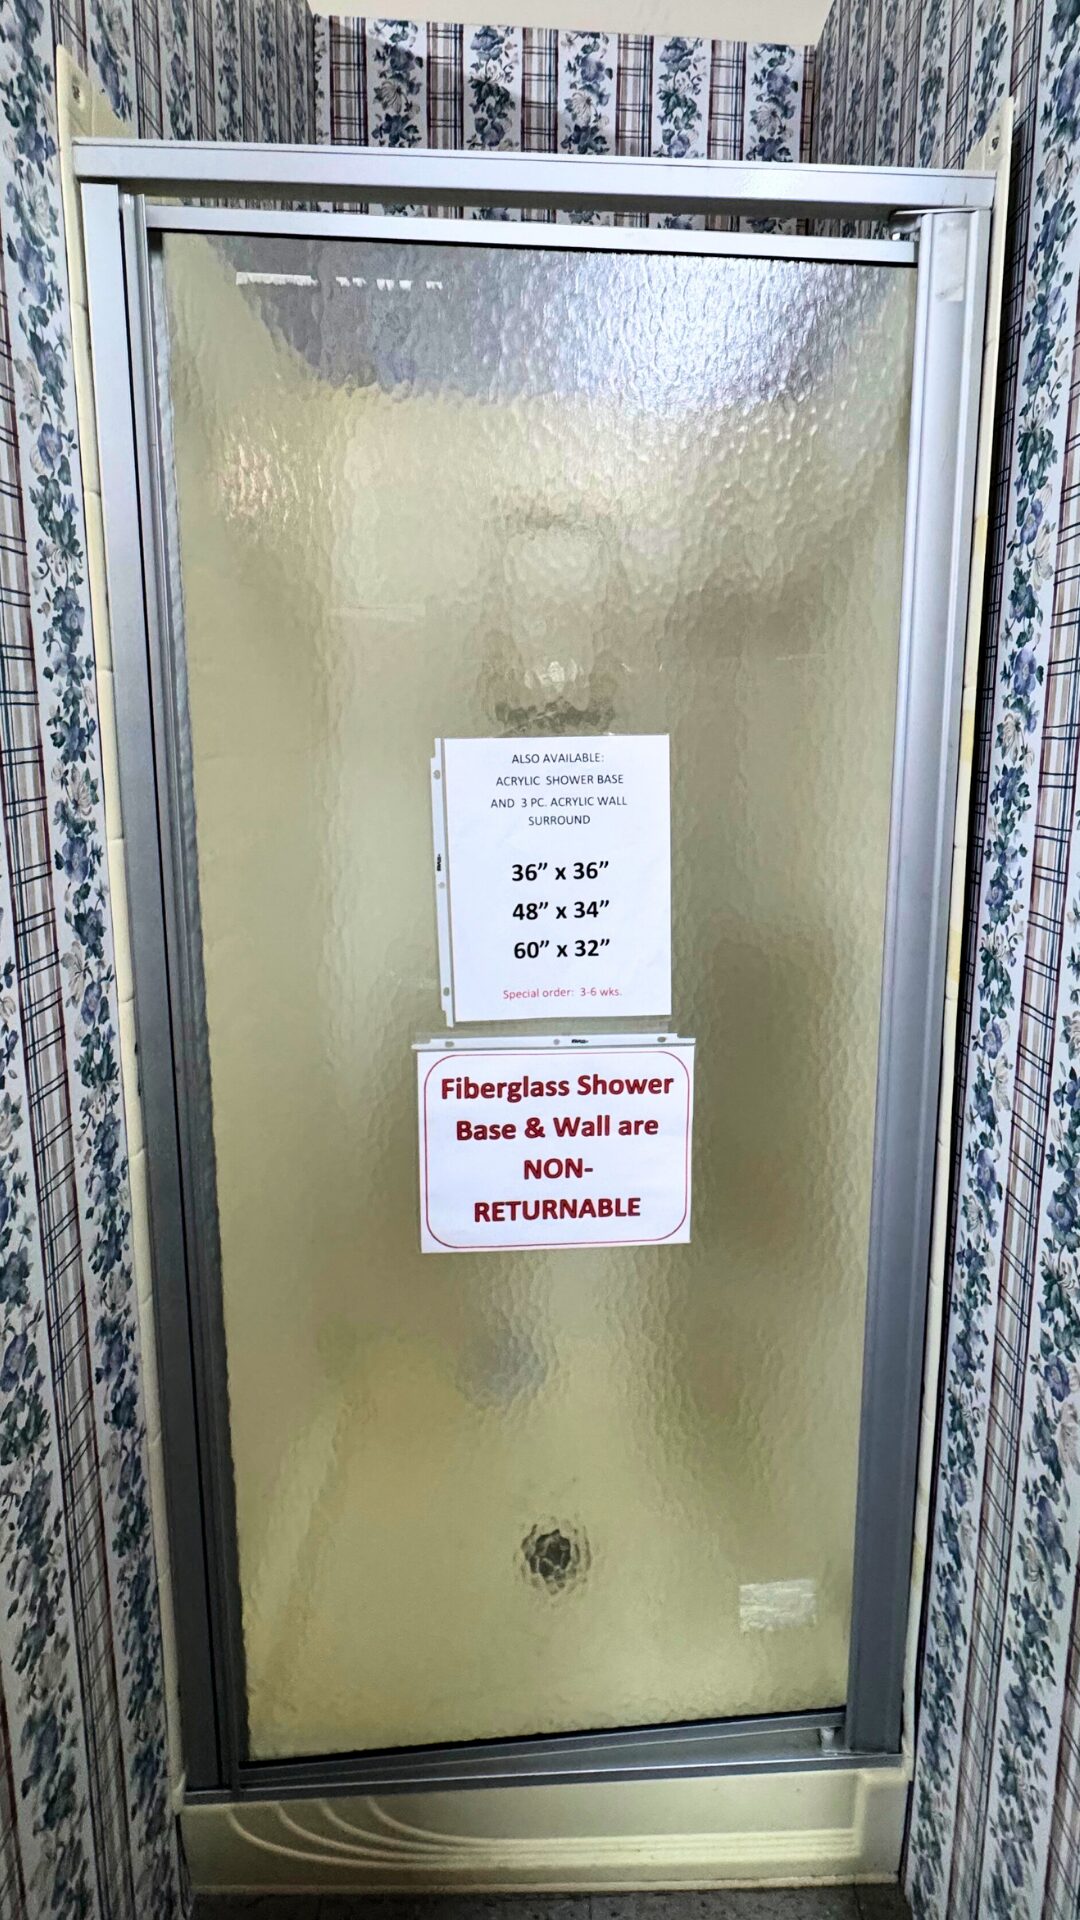 ALSO AVAILABLE:
ACRYLIC SHOWER BASE
AND 3 PC. ACRYLIC WALL
SURROUND
36” x 36”
48” x 34”
60” x 32”
Special order: 3-6 wks.
Fiberglass Shower
Base & Wall are
NON-
RETURNABLE